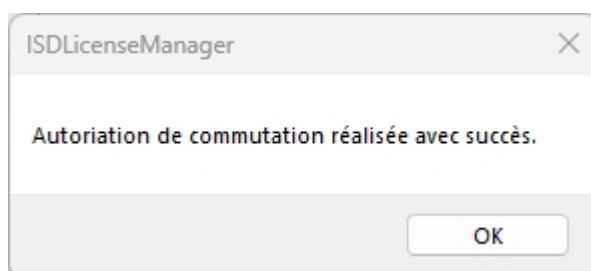 ISDLicenseManager
Autoriation de commutation réalisée avec succès.
OK